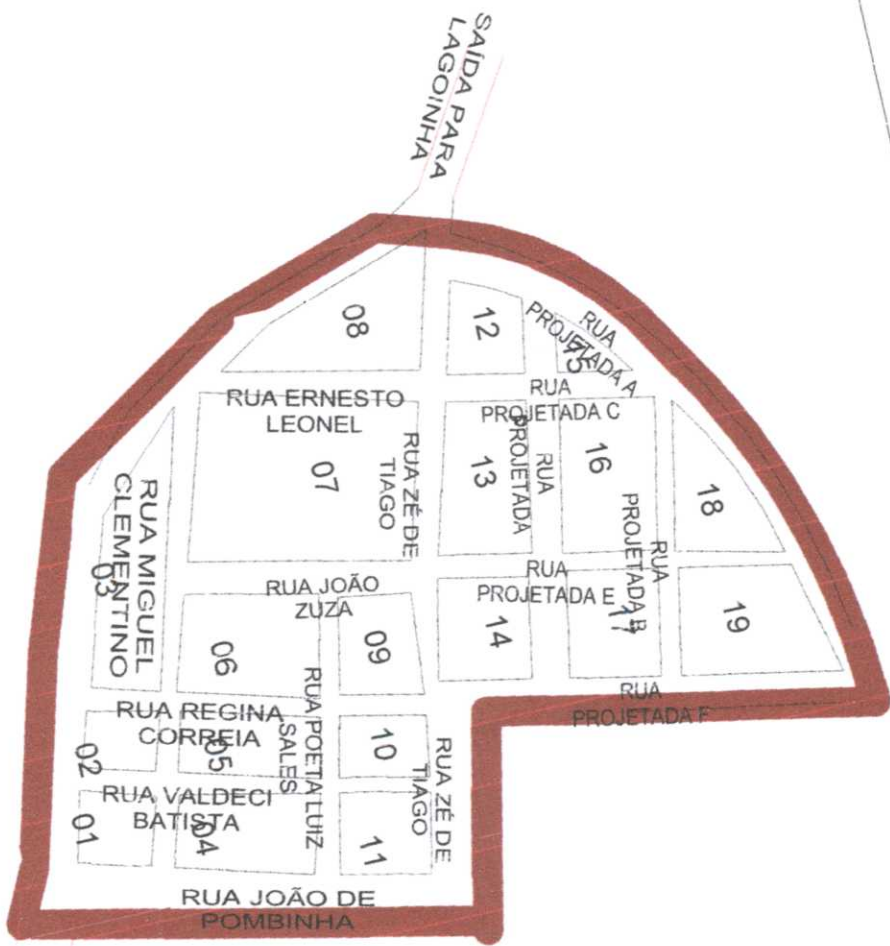 SAÍDA PARA
LAGOINHA
08
12
RUA
PROJETADA A
75
RUA ERNESTO
LEONEL
RUA
PROJETADA C
07
RUA ZÉ DE
TIAGO
13
RUA
PROJETADA
16
18
RUA MIGUEL
CLEMENTINO
03
RUA
PROJETADA B
RUA JOÃO
ZUZA
RUA
PROJETADA E
06
09
14
17
19
RUA REGINA
CORREIA
RUA POETA LUIZ
SALES
RUA
PROJETADA F
02
05
10
RUA ZÉ DE
TIAGO
RUA VALDECI
BATISTA
01
04
11
RUA JOÃO DE
POMBINHA